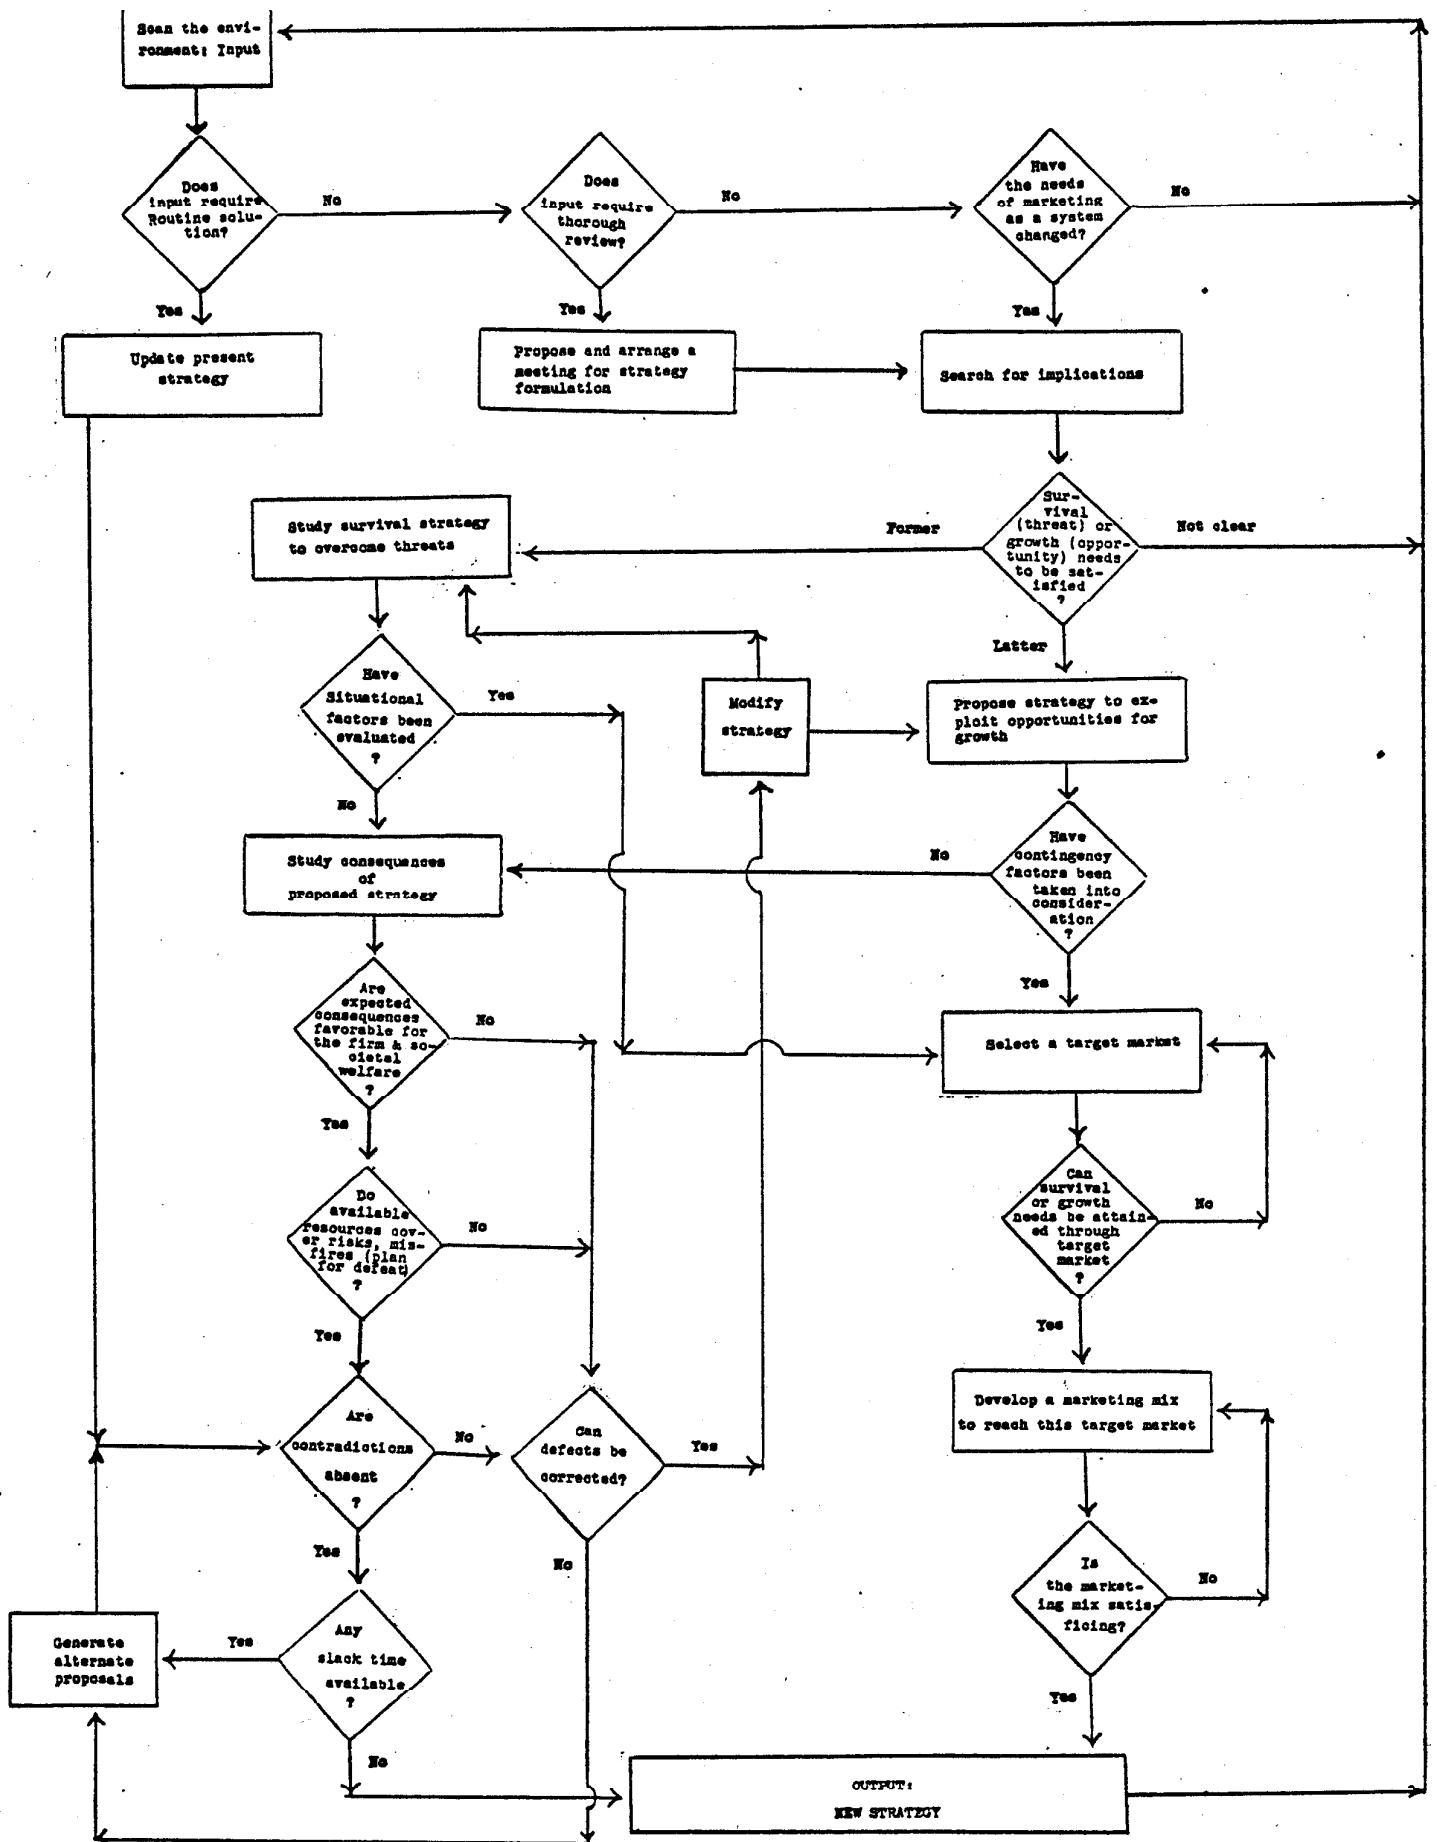 Scan the envi-
ronment: Input
Does
input require
Routine solu-
tion?
No
Yes
Does
input require
thorough
review?
No
Yes
Have
the needs
of marketing
as a system
changed?
No
Yes
Update present
strategy
Propose and arrange a
meeting for strategy
formulation
Search for implications
Sur-
vival
(threat) or
growth (oppor-
tunity) needs
to be sat-
isfied
?
Former
Not clear
Latter
Study survival strategy
to overcome threats
Have
Situational
factors been
evaluated
?
Yes
No
Modify
strategy
Propose strategy to ex-
ploit opportunities for
growth
Have
contingency
factors been
taken into
consider-
ation
?
No
Yes
Study consequences
of
proposed strategy
Are
expected
consequences
favorable for
the firm & so-
cietal
welfare
?
No
Yes
Select a target market
Do
available
resources cov-
er risks, mis-
fires (plan
for defeat)
?
No
Yes
Can
survival
or growth
needs be attain-
ed through
target
market
?
No
Yes
Are
contradictions
absent
?
No
Yes
Can
defects be
corrected?
Yes
No
Develop a marketing mix
to reach this target market
Is
the market-
ing mix satis-
ficing?
No
Yes
Any
slack time
available
?
Yes
No
Generate
alternate
proposals
OUTPUT:
NEW STRATEGY